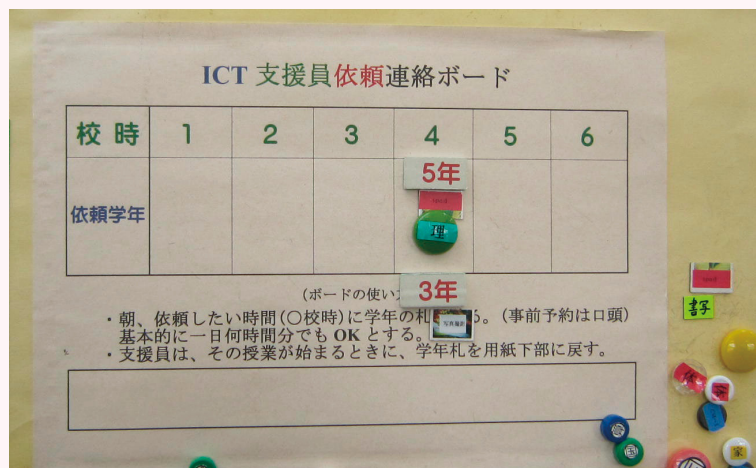 ICT 支援員依頼連絡ボード
校時 1 2 3 4 5 6
5年
依頼学年
理
3年
(ボードの使い
・朝、依頼したい時間(○校時)に学年の札 る。(事前予約は口頭)
基本的に一日何時間分でも OK とする。
・支援員は、その授業が始まるときに、学年札を用紙下部に戻す。
書写
家